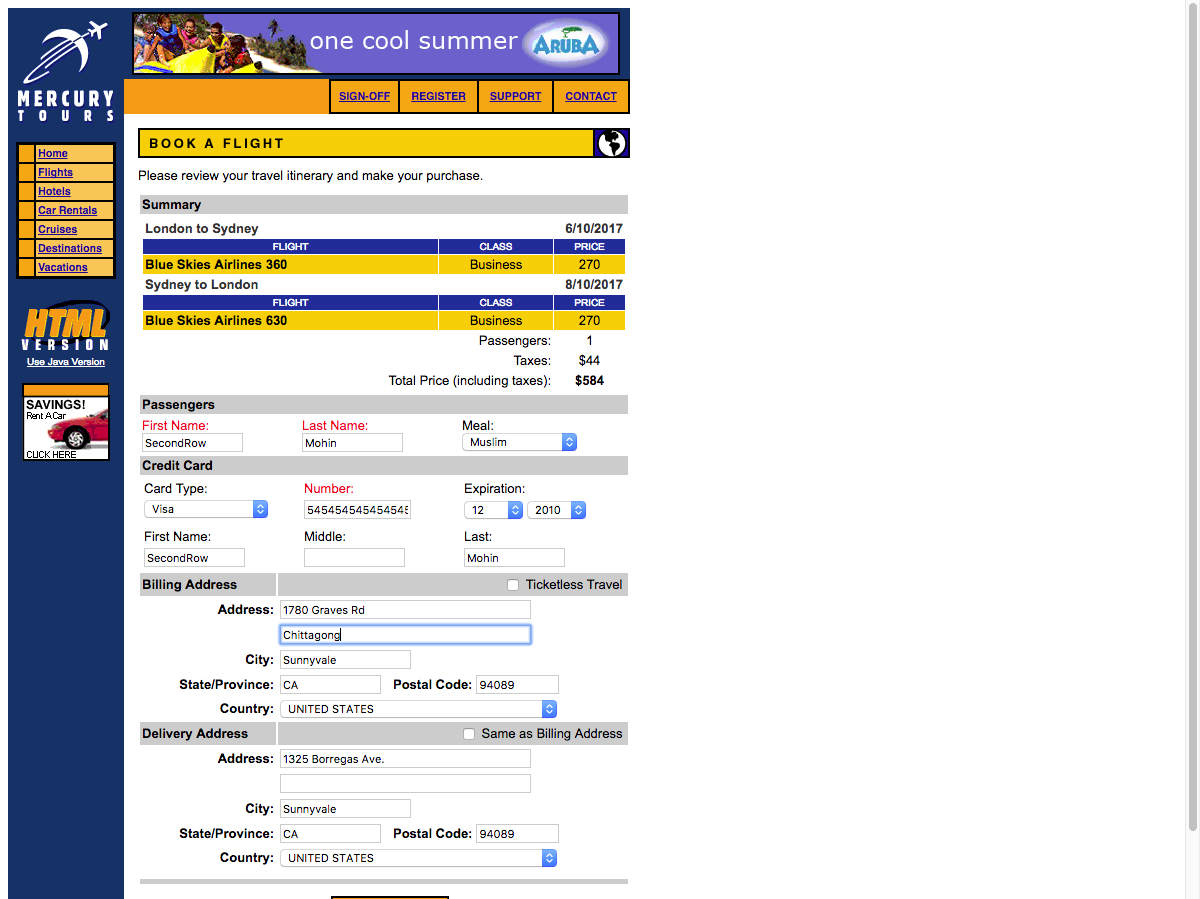 one cool summer ARUBA
MERCURY
TOURS
SIGN-OFF REGISTER SUPPORT CONTACT
BOOK A FLIGHT
Home
Flights
Hotels
Car Rentals
Cruises
Destinations
Vacations
HTML
VERSION
Use Java Version
SAVINGS!
Rent A Car
CLICK HERE
Please review your travel itinerary and make your purchase.
Summary
London to Sydney 6/10/2017
FLIGHT CLASS PRICE
Blue Skies Airlines 360 Business 270
Sydney to London 8/10/2017
FLIGHT CLASS PRICE
Blue Skies Airlines 630 Business 270
Passengers: 1
Taxes: $44
Total Price (including taxes): $584
Passengers
First Name: Last Name: Meal:
SecondRow Mohin Muslim
Credit Card
Card Type: Number: Expiration:
Visa 545454545454545 12 2010
First Name: Middle: Last:
SecondRow Mohin
Billing Address Ticketless Travel
Address: 1780 Graves Rd
Chittagong
City: Sunnyvale
State/Province: CA Postal Code: 94089
Country: UNITED STATES
Delivery Address Same as Billing Address
Address: 1325 Borregas Ave.
City: Sunnyvale
State/Province: CA Postal Code: 94089
Country: UNITED STATES